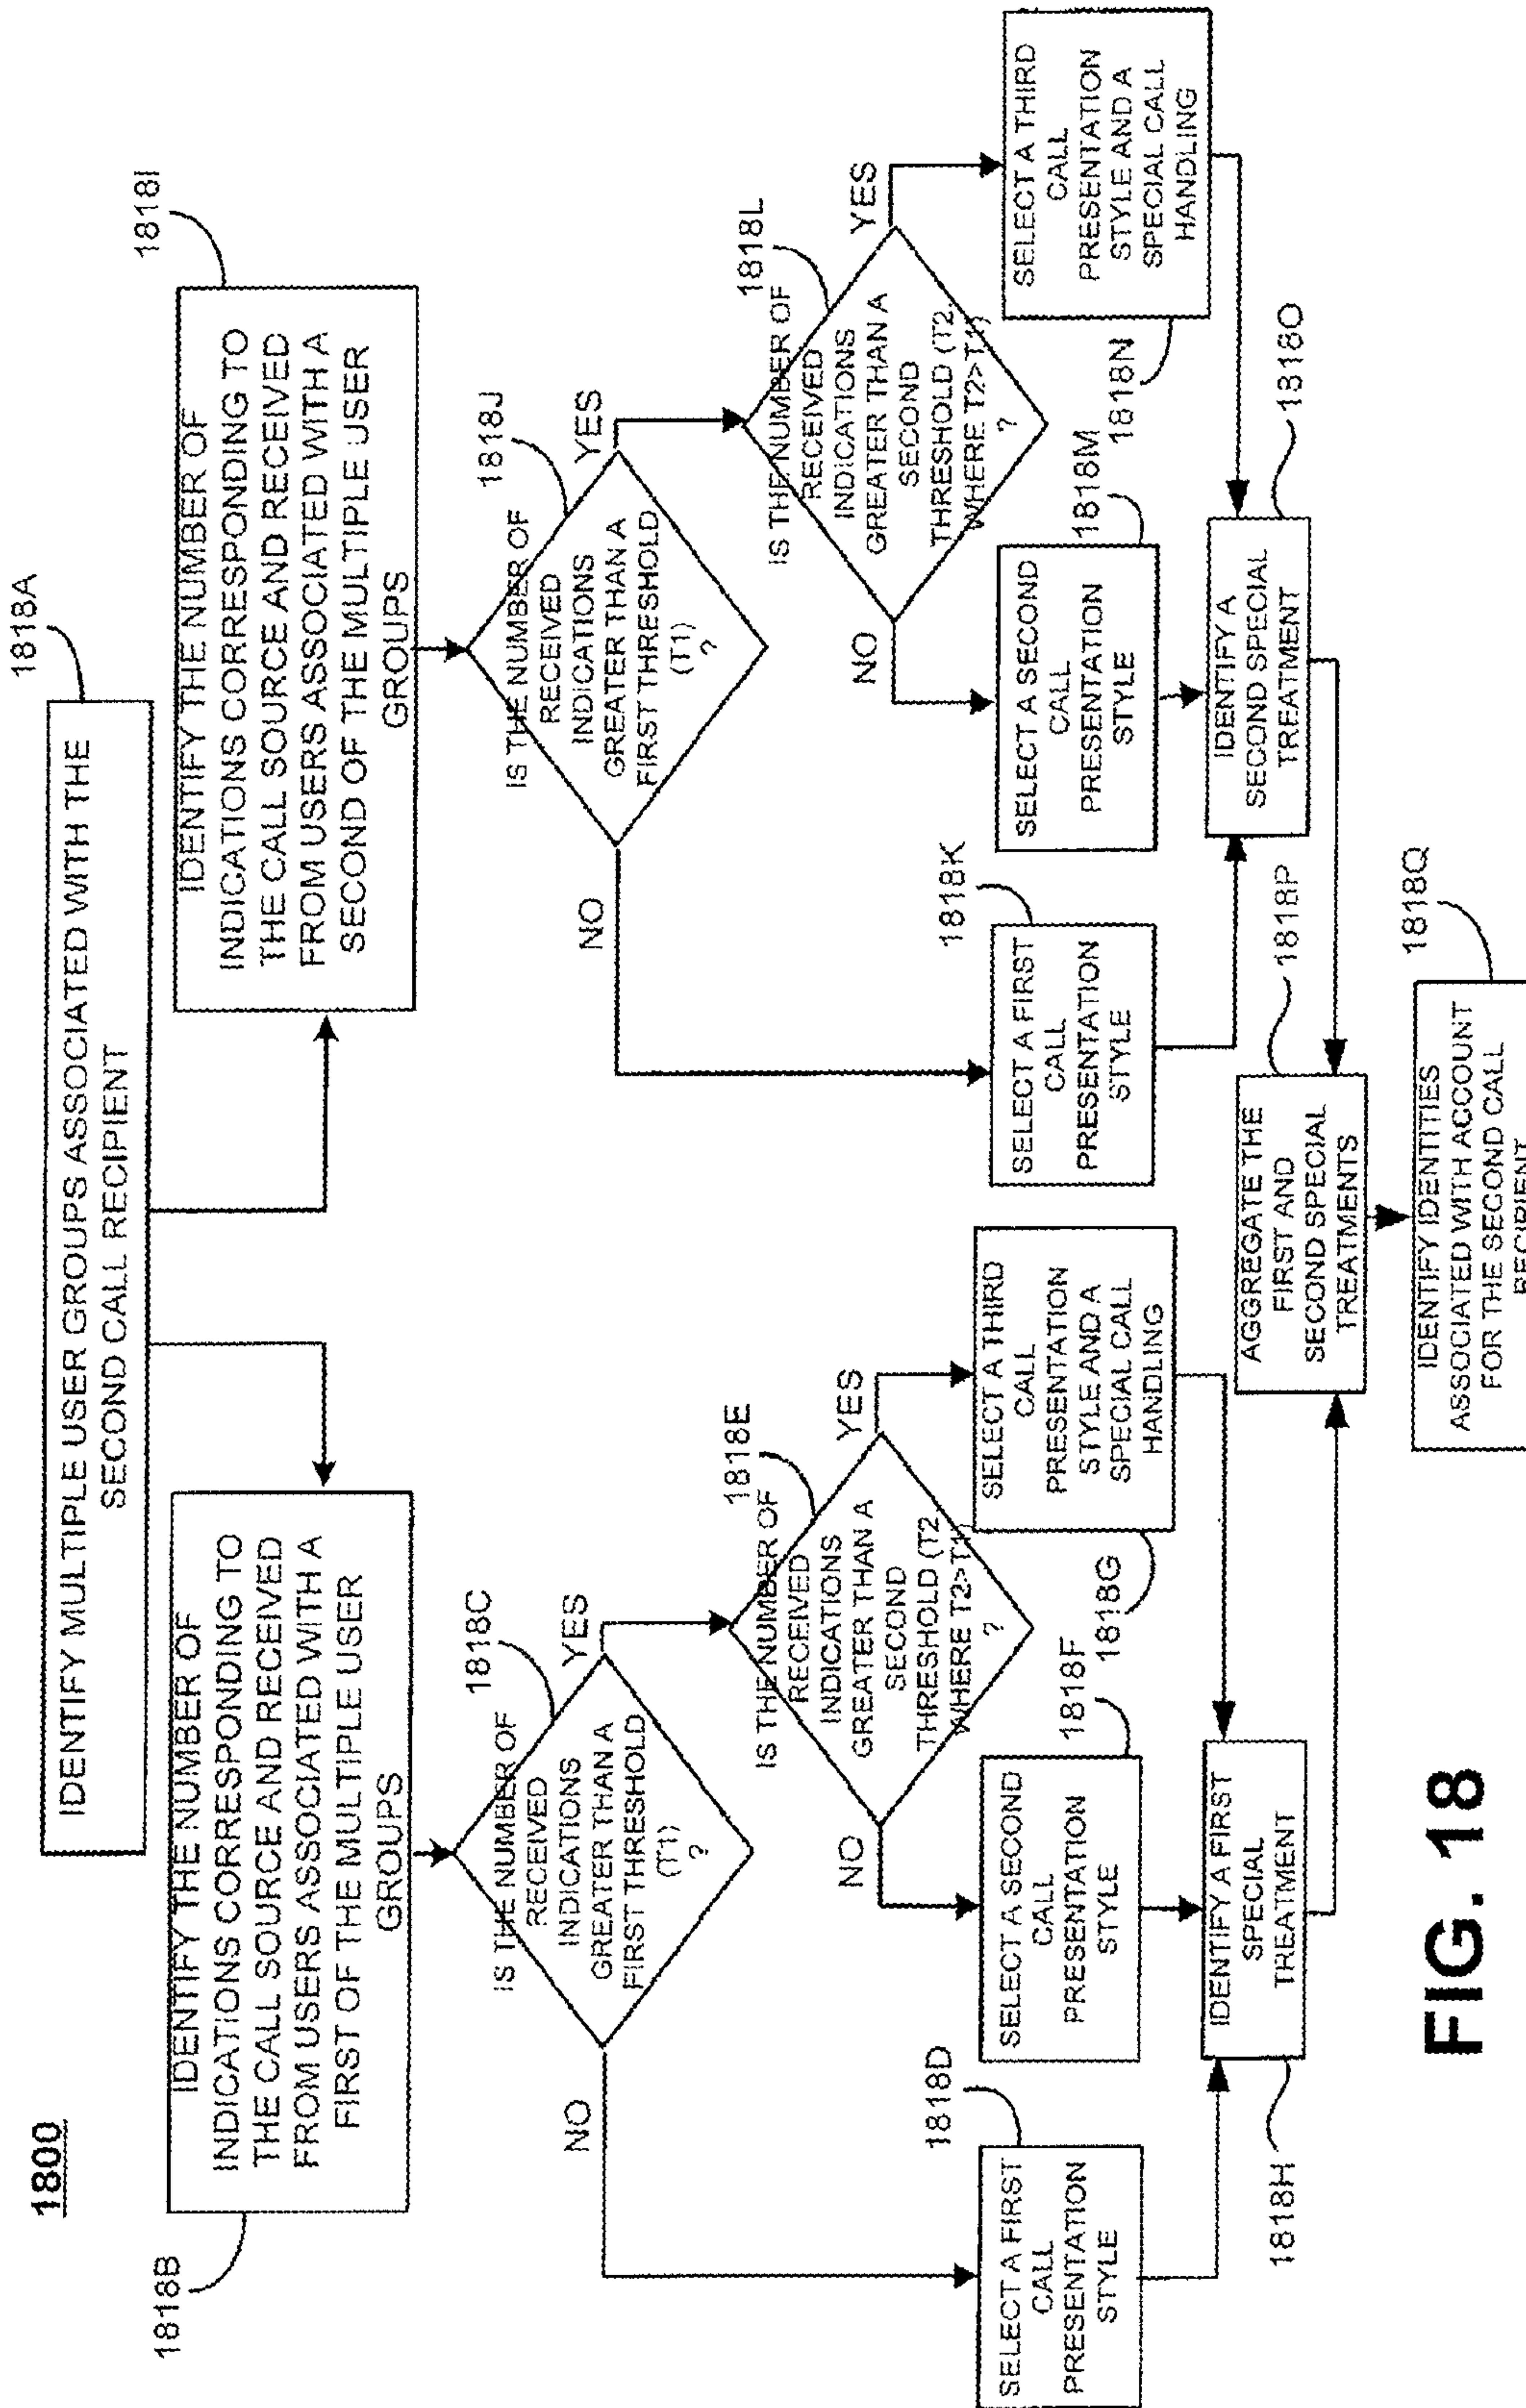 1800
1818A
IDENTIFY MULTIPLE USER GROUPS ASSOCIATED WITH THE
SECOND CALL RECIPIENT
1818B
IDENTIFY THE NUMBER OF
INDICATIONS CORRESPONDING TO
THE CALL SOURCE AND RECEIVED
FROM USERS ASSOCIATED WITH A
FIRST OF THE MULTIPLE USER
GROUPS
1818C
IS THE NUMBER OF
RECEIVED
INDICATIONS
GREATER THAN A
FIRST THRESHOLD
(T1)
?
NO
YES
1818D
SELECT A FIRST
CALL
PRESENTATION
STYLE
1818E
IS THE NUMBER OF
RECEIVED
INDICATIONS
GREATER THAN A
SECOND
THRESHOLD (T2
WHERE T2>T1)
?
NO
YES
1818F
SELECT A SECOND
CALL
PRESENTATION
STYLE
1818G
SELECT A THIRD
CALL
PRESENTATION
STYLE AND A
SPECIAL CALL
HANDLING
1818H
IDENTIFY A FIRST
SPECIAL
TREATMENT
1818I
IDENTIFY THE NUMBER OF
INDICATIONS CORRESPONDING TO
THE CALL SOURCE AND RECEIVED
FROM USERS ASSOCIATED WITH A
SECOND OF THE MULTIPLE USER
GROUPS
1818J
IS THE NUMBER OF
RECEIVED
INDICATIONS
GREATER THAN A
FIRST THRESHOLD
(T1)
?
NO
YES
1818K
SELECT A FIRST
CALL
PRESENTATION
STYLE
1818L
IS THE NUMBER OF
RECEIVED
INDICATIONS
GREATER THAN A
SECOND
THRESHOLD (T2
WHERE T2>T1)
?
NO
YES
1818M
SELECT A SECOND
CALL
PRESENTATION
STYLE
1818N
SELECT A THIRD
CALL
PRESENTATION
STYLE AND A
SPECIAL CALL
HANDLING
1818O
IDENTIFY A
SECOND SPECIAL
TREATMENT
1818P
AGGREGATE THE
FIRST AND
SECOND SPECIAL
TREATMENTS
1818Q
IDENTIFY IDENTITIES
ASSOCIATED WITH ACCOUNT
FOR THE SECOND CALL
RECIPIENT
FIG. 18